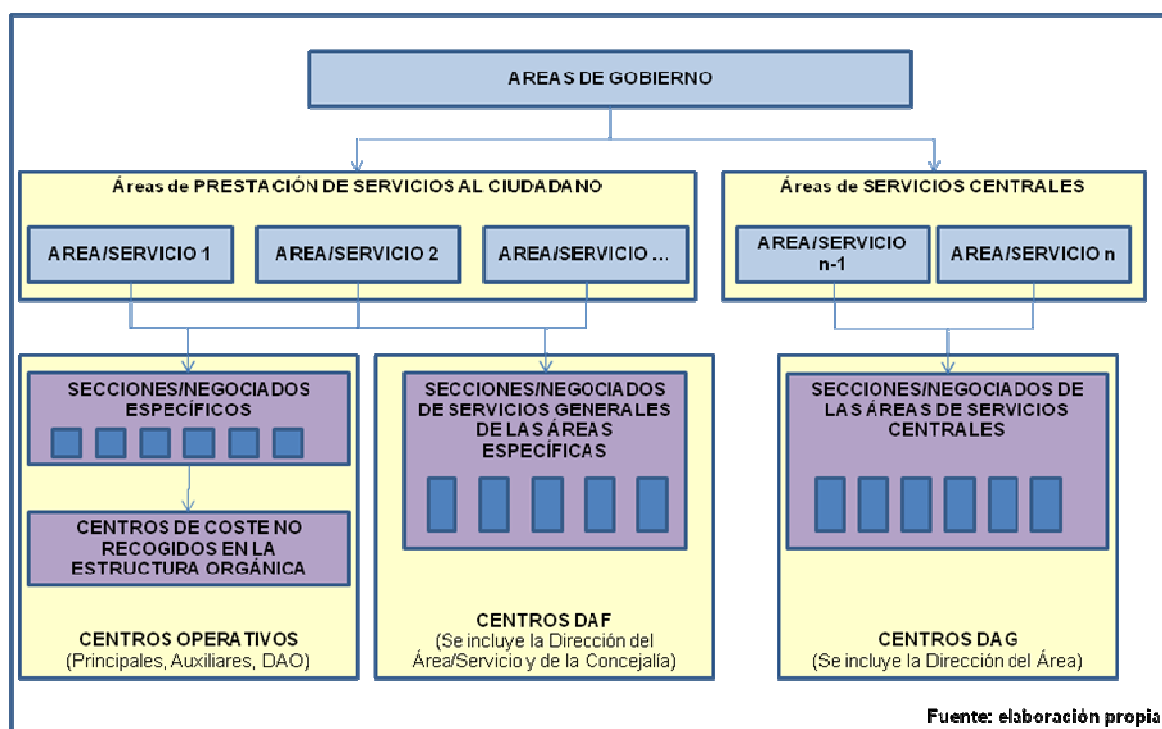 AREAS DE GOBIERNO
Áreas de PRESTACIÓN DE SERVICIOS AL CIUDADANO
AREA/SERVICIO 1
AREA/SERVICIO 2
AREA/SERVICIO ...
Áreas de SERVICIOS CENTRALES
AREA/SERVICIO
n-1
AREA/SERVICIO n
SECCIONES/NEGOCIADOS
ESPECÍFICOS
CENTROS DE COSTE NO
RECOGIDOS EN LA
ESTRUCTURA ORGÁNICA
CENTROS OPERATIVOS
(Principales, Auxiliares, DAO)
SECCIONES/NEGOCIADOS
DE SERVICIOS GENERALES
DE LAS ÁREAS
ESPECÍFICAS
CENTROS DAF
(Se incluye la Dirección del
Área/Servicio y de la Concejalía)
SECCIONES/NEGOCIADOS DE
LAS ÁREAS DE SERVICIOS
CENTRALES
CENTROS DAG
(Se incluye la Dirección del Área)
Fuente: elaboración propia